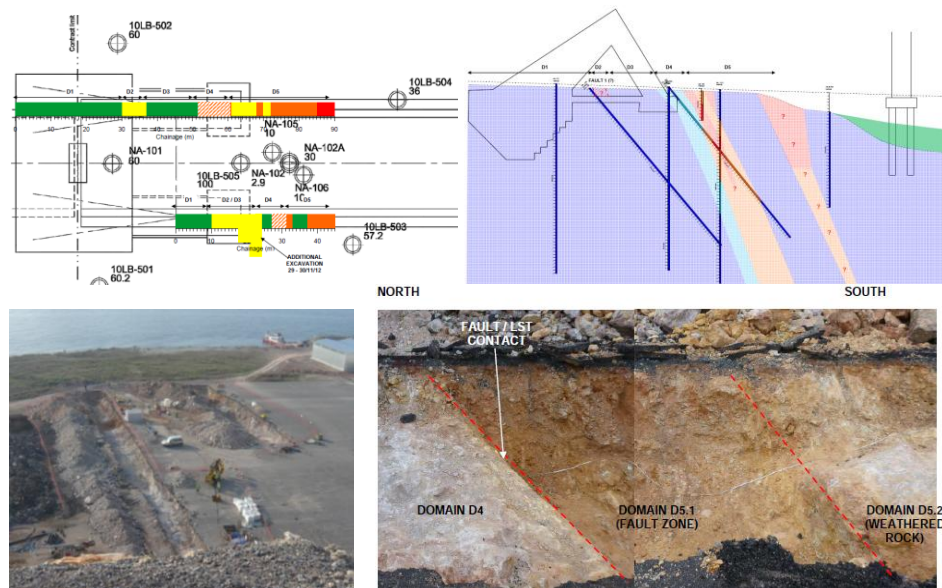 Contract limit
10LB-502
60
D1
D2
D3
D4
D5
10LB-504
36
0
10
20
30
40
50
60
70
80
90
Chainage (m)
NA-105
10
NA-101
60
NA-102A
30
10LB-505
100
NA-102
2.9
NA-106
D1
D2 / D3
D4
D5
10LB-503
57.2
0
10
20
30
40
Chainage (m)
ADDITIONAL
EXCAVATION
29 - 30/11/12
10LB-501
60.2
D1
D2
D3
D4
D5
FAULT 1 (?)
?
?
?
?
?
?
?
NORTH
SOUTH
FAULT / LST
CONTACT
DOMAIN D4
DOMAIN D5.1
(FAULT ZONE)
DOMAIN D5.2
(WEATHERED
ROCK)